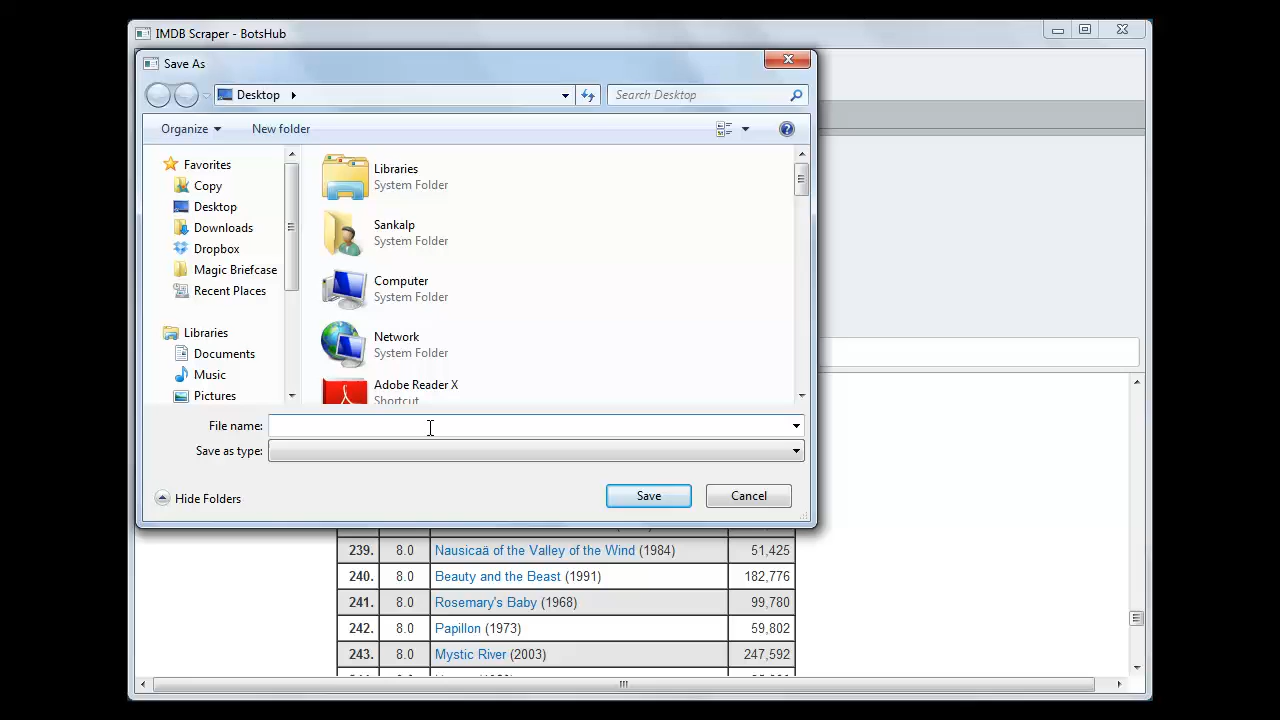 IMDB Scraper - BotsHub
Save As
Desktop
Search Desktop
Organize
New folder
Favorites
Copy
Desktop
Downloads
Dropbox
Magic Briefcase
Recent Places
Libraries
Documents
Music
Pictures
Libraries
System Folder
Sankalp
System Folder
Computer
System Folder
Network
System Folder
Adobe Reader X
Shortcut
File name:
Save as type:
Hide Folders
Save
Cancel
239. 8.0 Nausicaä of the Valley of the Wind (1984) 51,425
240. 8.0 Beauty and the Beast (1991) 182,776
241. 8.0 Rosemary's Baby (1968) 99,780
242. 8.0 Papillon (1973) 59,802
243. 8.0 Mystic River (2003) 247,592